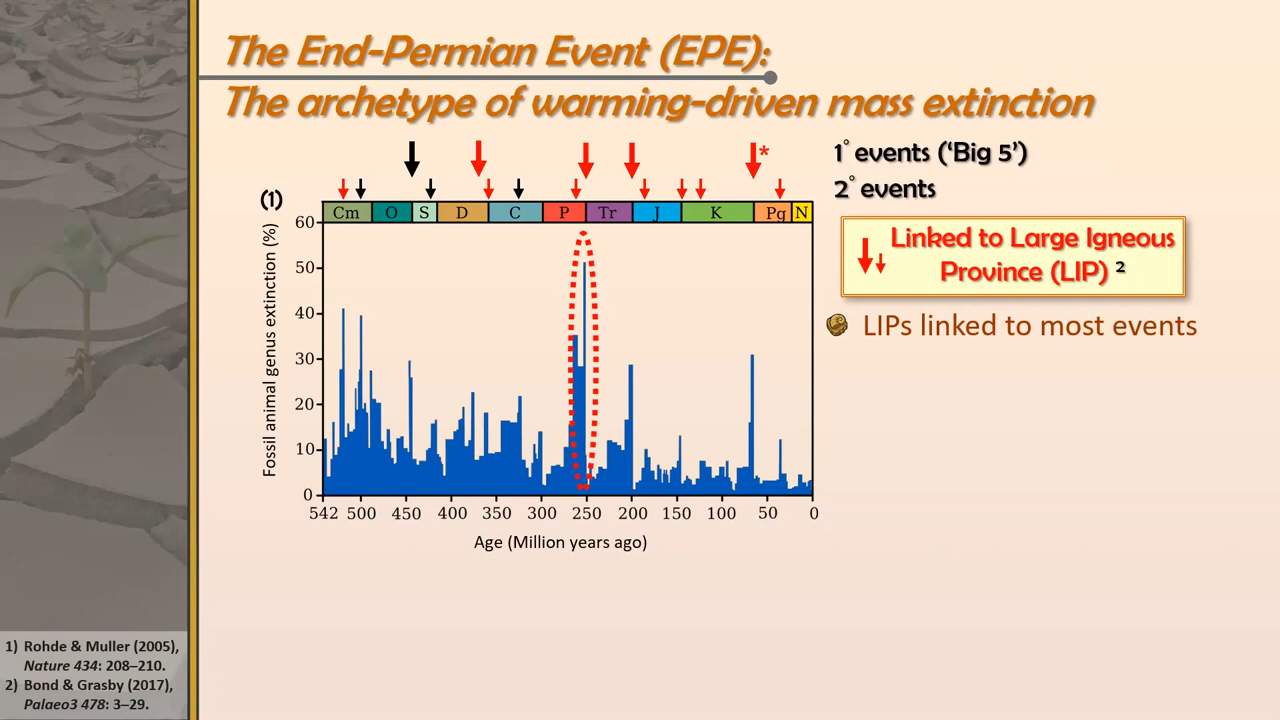 The End-Permian Event (EPE):
The archetype of warming-driven mass extinction
1° events (‘Big 5’)
2° events
Linked to Large Igneous
Province (LIP) ²
LIPs linked to most events
*
(1)
Cm O S D C P Tr J K Pg N
Fossil animal genus extinction (%)
60
50
40
30
20
10
0
542 500 450 400 350 300 250 200 150 100 50 0
Age (Million years ago)
1) Rohde & Muller (2005),
Nature 434: 208–210.
2) Bond & Grasby (2017),
Palaeo3 478: 3–29.